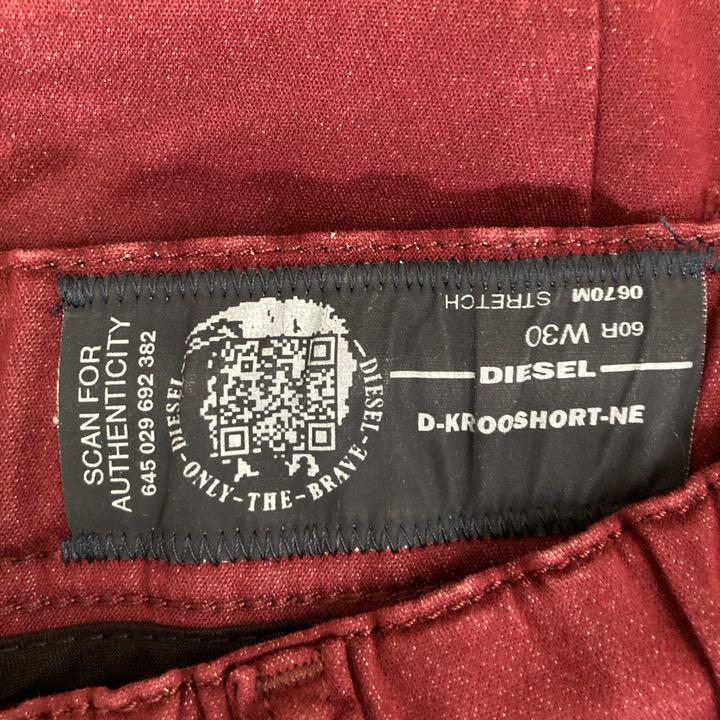 SCAN FOR
AUTHENTICITY
645 029 692 382
DIESEL-ONLY-THE-BRAVE-DIESEL
DIESEL
D-KROOSHORT-NE
60R W30
0670M STRETCH